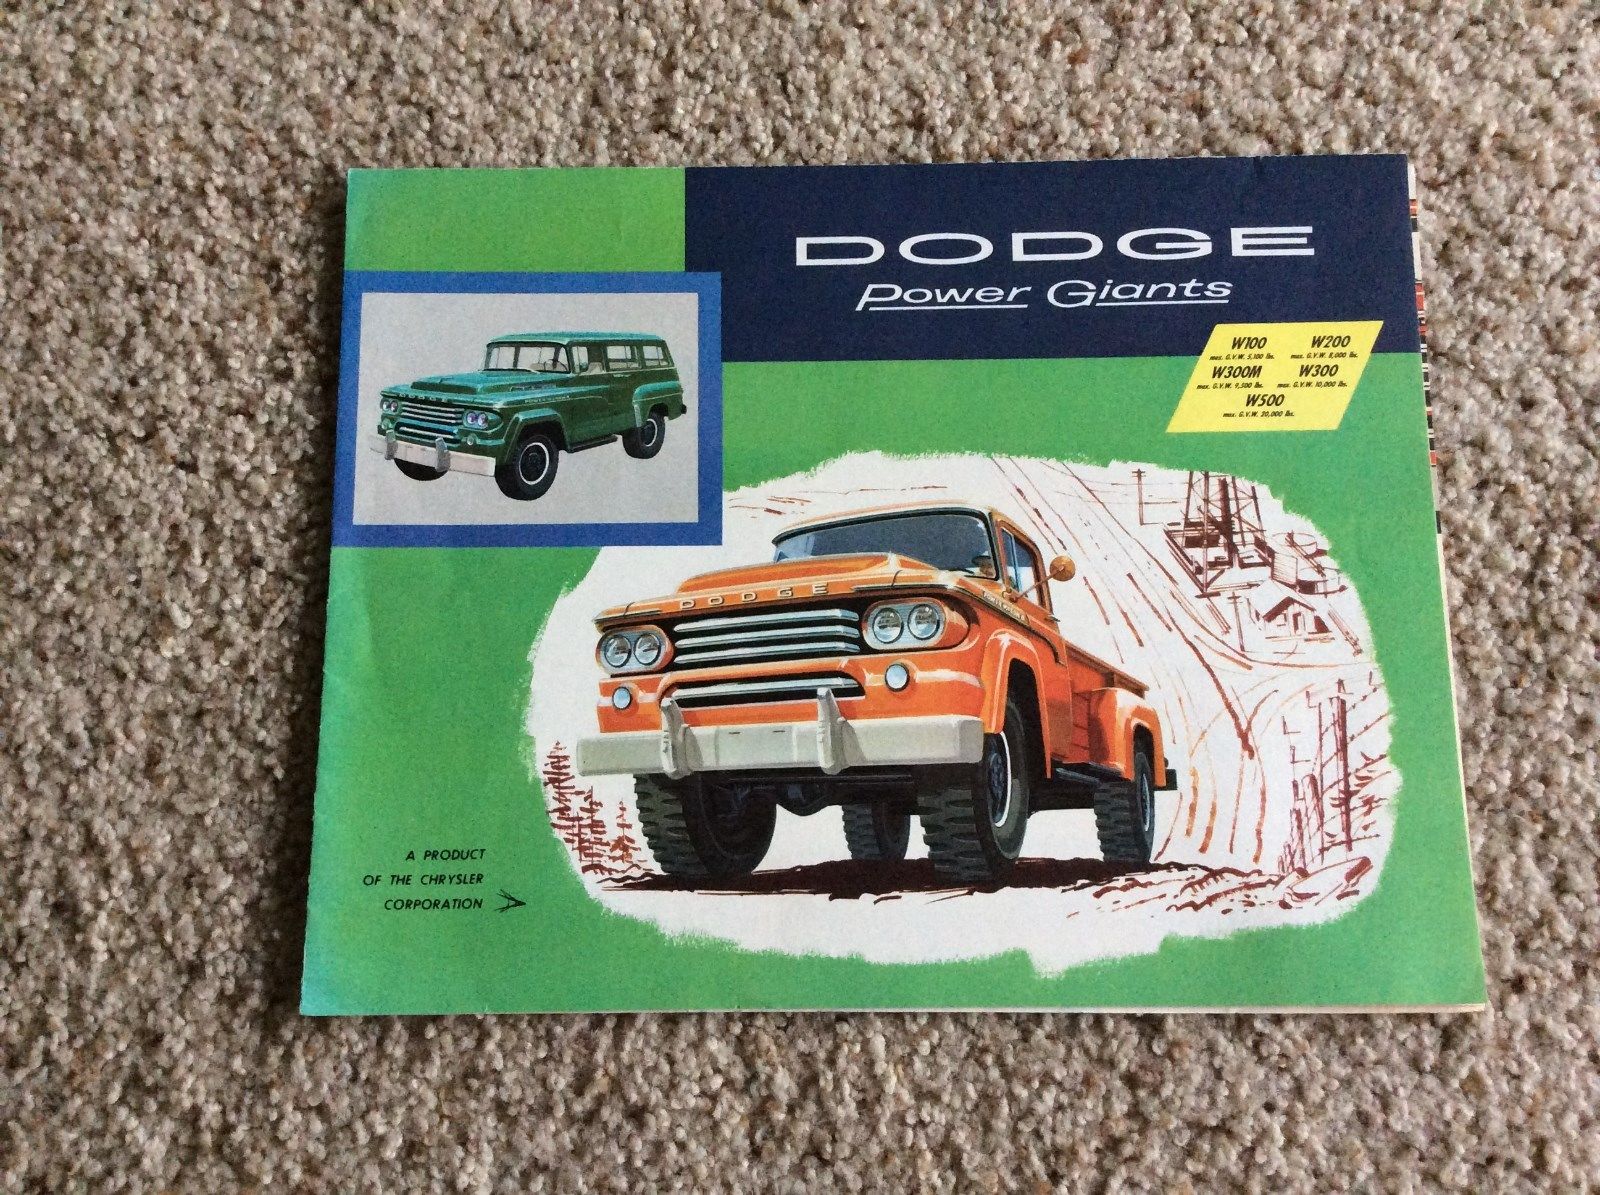 DODGE
Power Giants
W100 W200
max. G.V.W. 5,100 lbs. max. G.V.W. 8,000 lbs.
W300M W300
max. G.V.W. 9,500 lbs. max. G.V.W. 10,000 lbs.
W500
max. G.V.W. 20,000 lbs.
DODGE
DODGE
A PRODUCT
OF THE CHRYSLER
CORPORATION